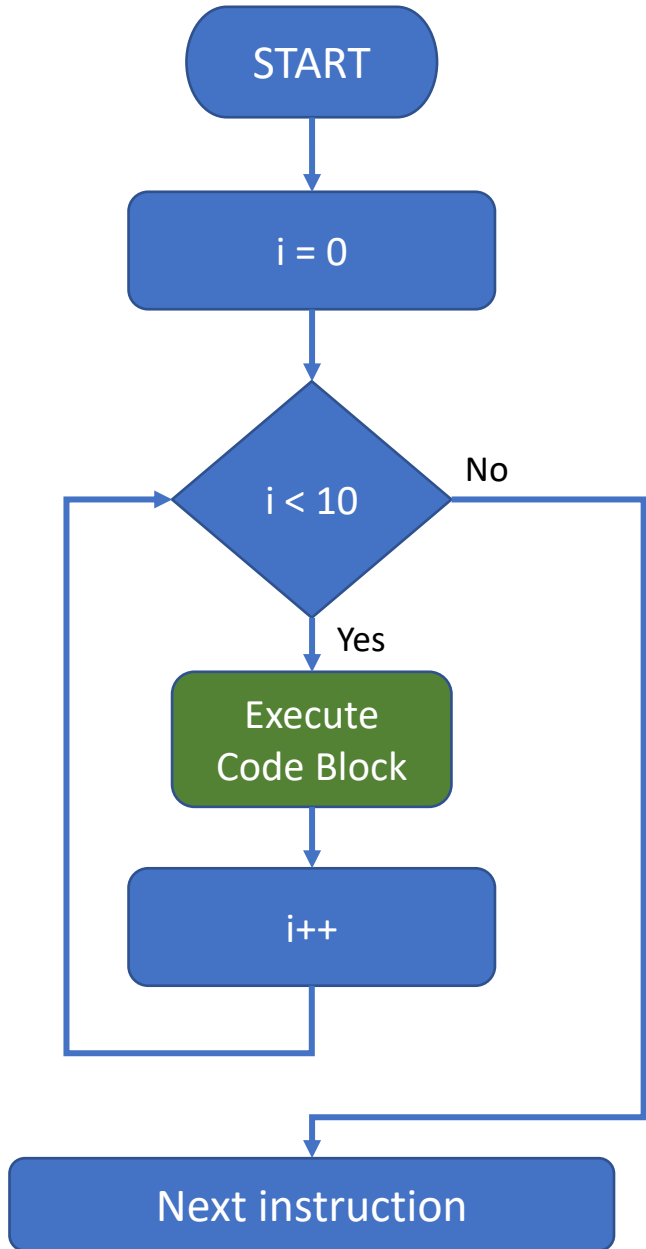 START
i = 0
i < 10
No
Yes
Execute
Code Block
i++
Next instruction